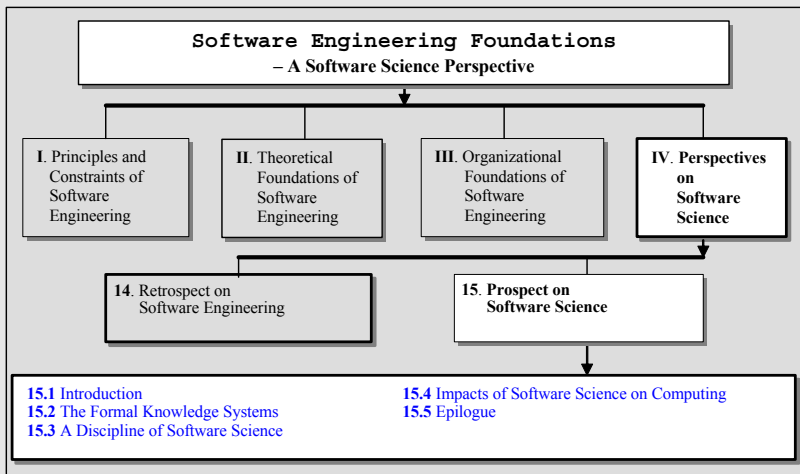 Software Engineering Foundations
– A Software Science Perspective
I. Principles and
Constraints of
Software
Engineering
II. Theoretical
Foundations of
Software
Engineering
III. Organizational
Foundations of
Software
Engineering
IV. Perspectives
on
Software
Science
14. Retrospect on
Software Engineering
15. Prospect on
Software Science
15.1 Introduction
15.2 The Formal Knowledge Systems
15.3 A Discipline of Software Science
15.4 Impacts of Software Science on Computing
15.5 Epilogue